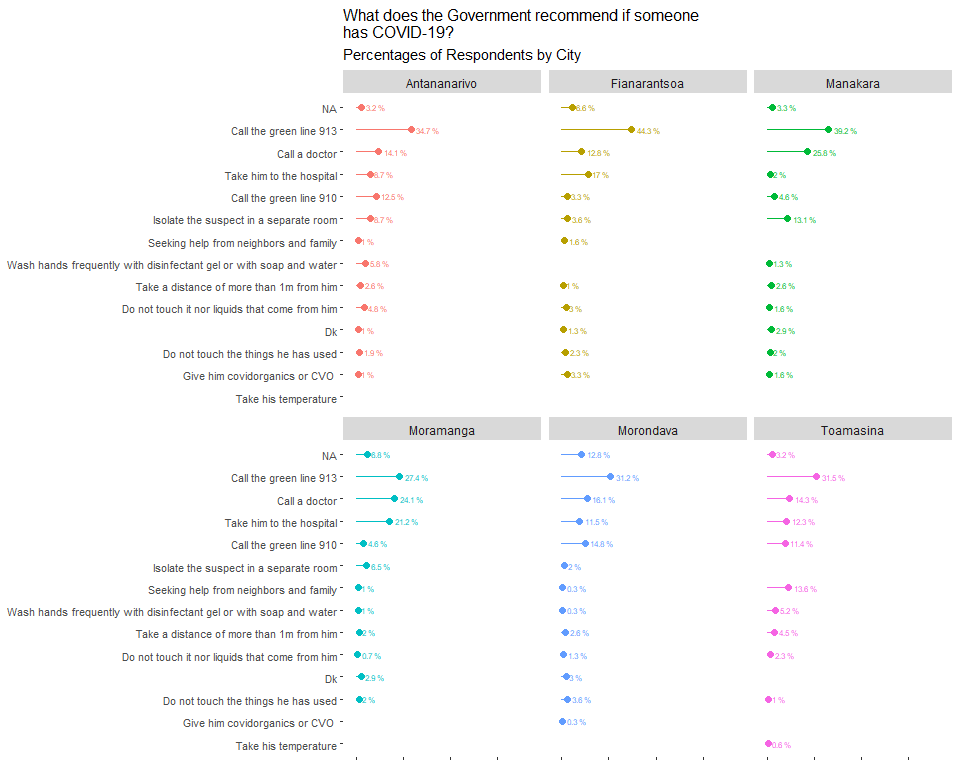 What does the Government recommend if someone
has COVID-19?
Percentages of Respondents by City
Antananarivo Fianarantsoa Manakara
NA 3.2 % 6.6 % 3.3 %
Call the green line 913 34.7 % 44.3 % 39.2 %
Call a doctor 14.1 % 12.8 % 25.8 %
Take him to the hospital 8.7 % 17 % 2 %
Call the green line 910 12.5 % 3.3 % 4.6 %
Isolate the suspect in a separate room 8.7 % 3.6 % 13.1 %
Seeking help from neighbors and family 1 % 1.6 %
Wash hands frequently with disinfectant gel or with soap and water 5.8 % 1.3 %
Take a distance of more than 1m from him 2.6 % 1 % 2.6 %
Do not touch it nor liquids that come from him 4.8 % 3 % 1.6 %
Dk 1 % 1.3 % 2.9 %
Do not touch the things he has used 1.9 % 2.3 % 2 %
Give him covidorganics or CVO 1 % 3.3 % 1.6 %
Take his temperature
Moramanga Morondava Toamasina
NA 6.8 % 12.8 % 3.2 %
Call the green line 913 27.4 % 31.2 % 31.5 %
Call a doctor 24.1 % 16.1 % 14.3 %
Take him to the hospital 21.2 % 11.5 % 12.3 %
Call the green line 910 4.6 % 14.8 % 11.4 %
Isolate the suspect in a separate room 6.5 % 2 %
Seeking help from neighbors and family 1 % 0.3 % 13.6 %
Wash hands frequently with disinfectant gel or with soap and water 1 % 0.3 % 5.2 %
Take a distance of more than 1m from him 2 % 2.6 % 4.5 %
Do not touch it nor liquids that come from him 0.7 % 1.3 % 2.3 %
Dk 2.9 % 3 %
Do not touch the things he has used 2 % 3.6 % 1 %
Give him covidorganics or CVO 0.3 %
Take his temperature 0.6 %